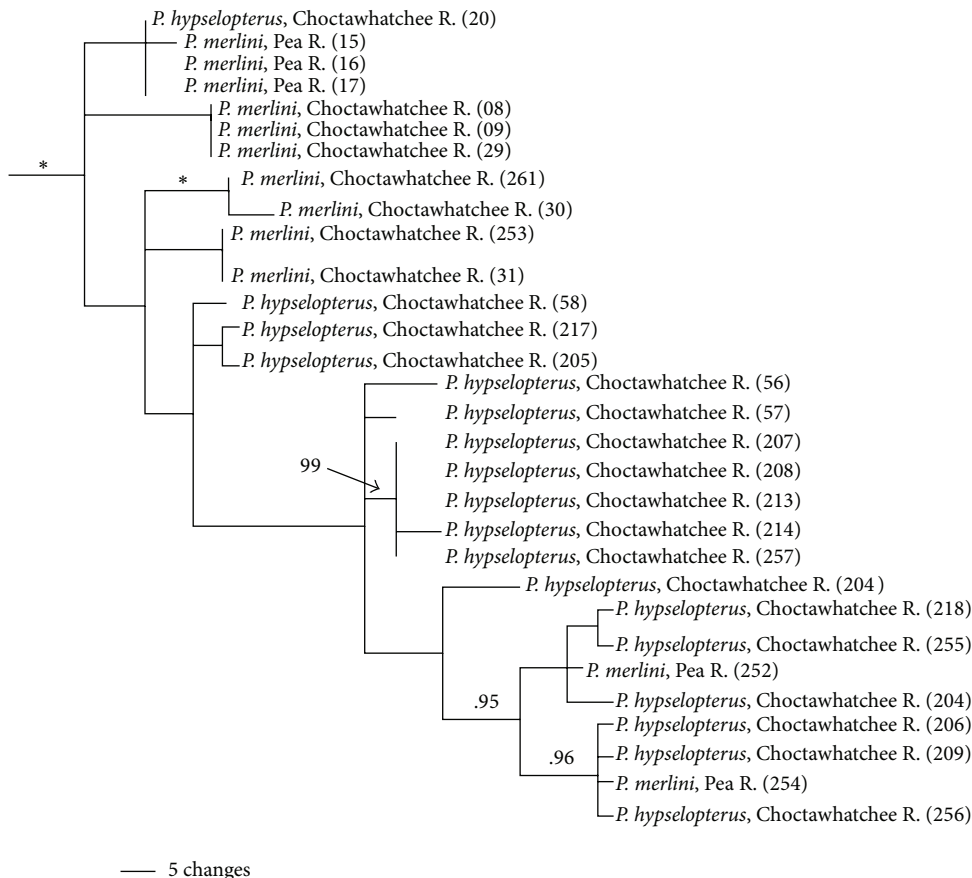 P. hypselopterus, Choctawhatchee R. (20)
P. merlini, Pea R. (15)
P. merlini, Pea R. (16)
P. merlini, Pea R. (17)
P. merlini, Choctawhatchee R. (08)
P. merlini, Choctawhatchee R. (09)
P. merlini, Choctawhatchee R. (29)
*
* P. merlini, Choctawhatchee R. (261)
P. merlini, Choctawhatchee R. (30)
P. merlini, Choctawhatchee R. (253)
P. merlini, Choctawhatchee R. (31)
P. hypselopterus, Choctawhatchee R. (58)
P. hypselopterus, Choctawhatchee R. (217)
P. hypselopterus, Choctawhatchee R. (205)
P. hypselopterus, Choctawhatchee R. (56)
P. hypselopterus, Choctawhatchee R. (57)
P. hypselopterus, Choctawhatchee R. (207)
99
P. hypselopterus, Choctawhatchee R. (208)
P. hypselopterus, Choctawhatchee R. (213)
P. hypselopterus, Choctawhatchee R. (214)
P. hypselopterus, Choctawhatchee R. (257)
P. hypselopterus, Choctawhatchee R. (204)
P. hypselopterus, Choctawhatchee R. (218)
P. hypselopterus, Choctawhatchee R. (255)
P. merlini, Pea R. (252)
.95
P. hypselopterus, Choctawhatchee R. (204)
P. hypselopterus, Choctawhatchee R. (206)
P. hypselopterus, Choctawhatchee R. (209)
.96
P. merlini, Pea R. (254)
P. hypselopterus, Choctawhatchee R. (256)
5 changes